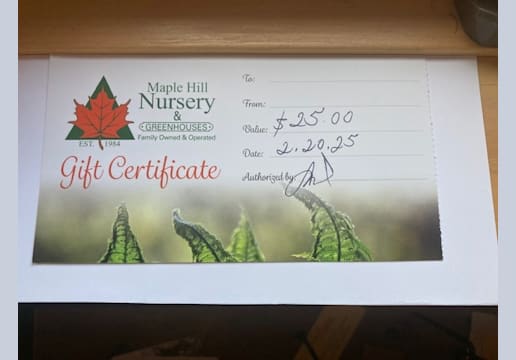 Maple Hill
Nursery
&
GREENHOUSES
Family Owned & Operated
EST. 1984
Gift Certificate
To:
From:
Value: $25.00
Date: 2.20.25
Authorized by: